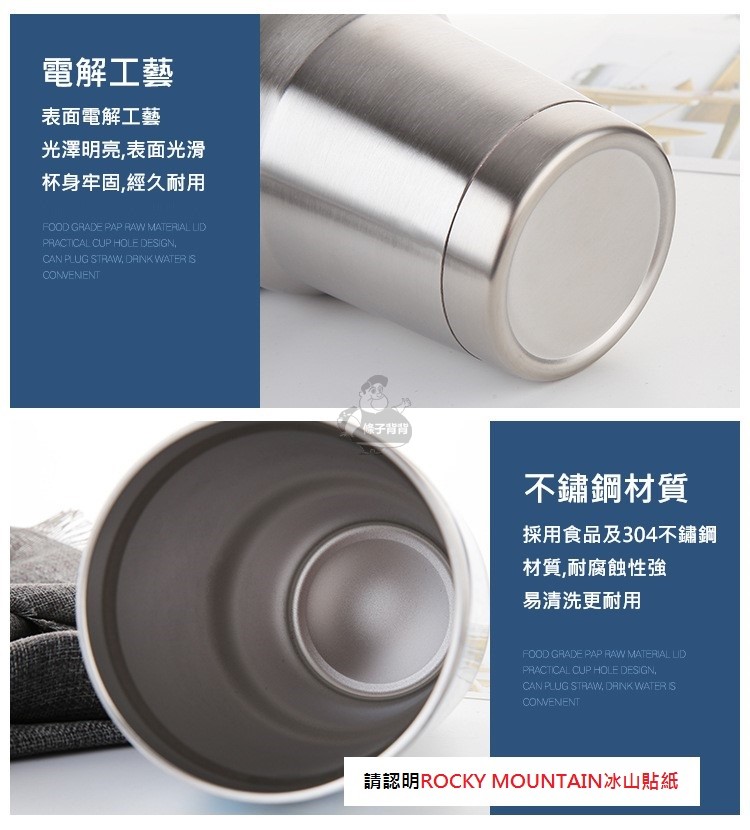 電解工藝
表面電解工藝
光澤明亮,表面光滑
杯身牢固,經久耐用
FOOD GRADE PAP RAW MATERIAL LID
PRACTICAL CUP HOLE DESIGN,
CAN PLUG STRAW, DRINK WATER IS
CONVENIENT
條子背背
不鏽鋼材質
採用食品及304不鏽鋼
材質,耐腐蝕性強
易清洗更耐用
FOOD GRADE PAP RAW MATERIAL LID
PRACTICAL CUP HOLE DESIGN,
CAN PLUG STRAW, DRINK WATER IS
CONVENIENT
請認明ROCKY MOUNTAIN冰山貼紙